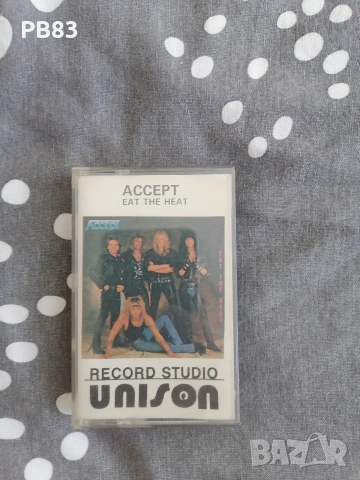 PB83
ACCEPT
EAT THE HEAT
ACCEPT
RECORD STUDIO
UNISON
BAZAR